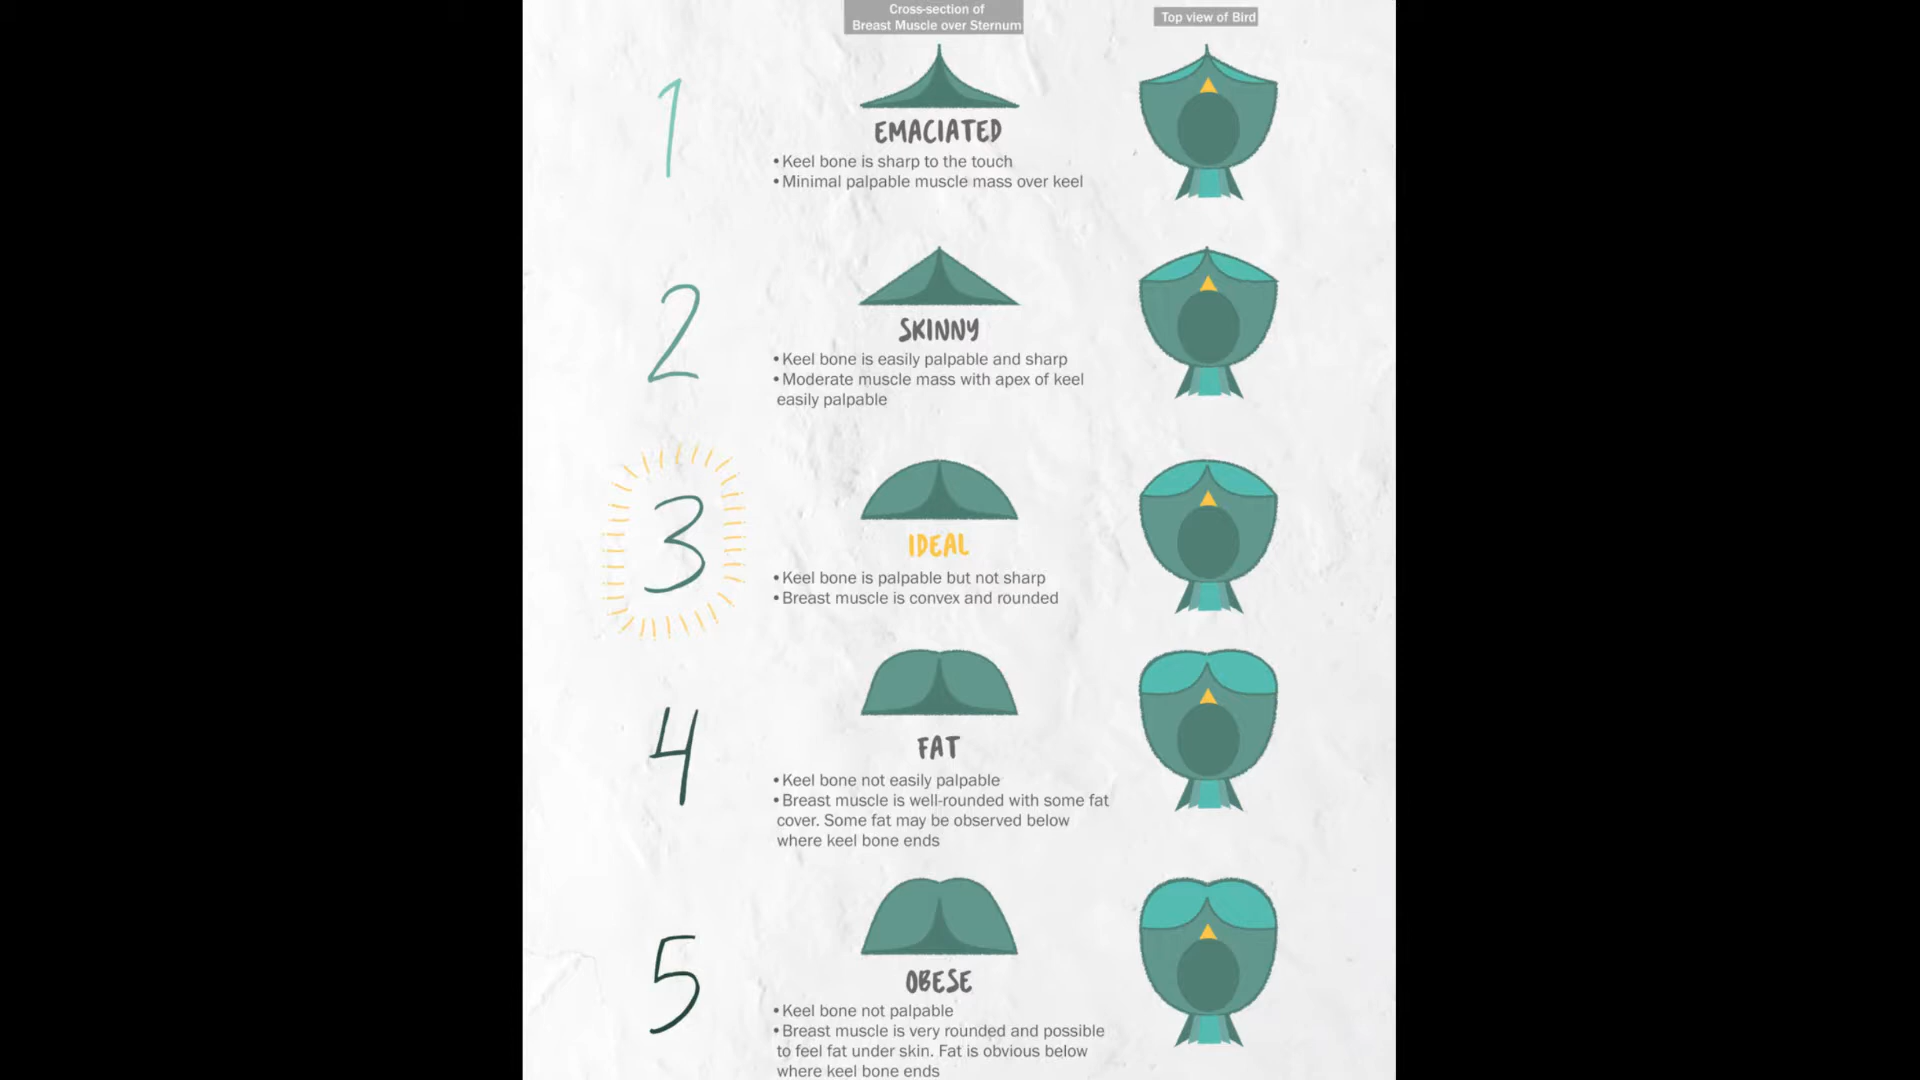 Cross-section of
Breast Muscle over Sternum
Top view of Bird
1
EMACIATED
•Keel bone is sharp to the touch
•Minimal palpable muscle mass over keel
2
SKINNY
•Keel bone is easily palpable and sharp
•Moderate muscle mass with apex of keel
easily palpable
3
IDEAL
•Keel bone is palpable but not sharp
•Breast muscle is convex and rounded
4
FAT
•Keel bone not easily palpable
•Breast muscle is well-rounded with some fat
cover. Some fat may be observed below
where keel bone ends
5
OBESE
•Keel bone not palpable
•Breast muscle is very rounded and possible
to feel fat under skin. Fat is obvious below
where keel bone ends